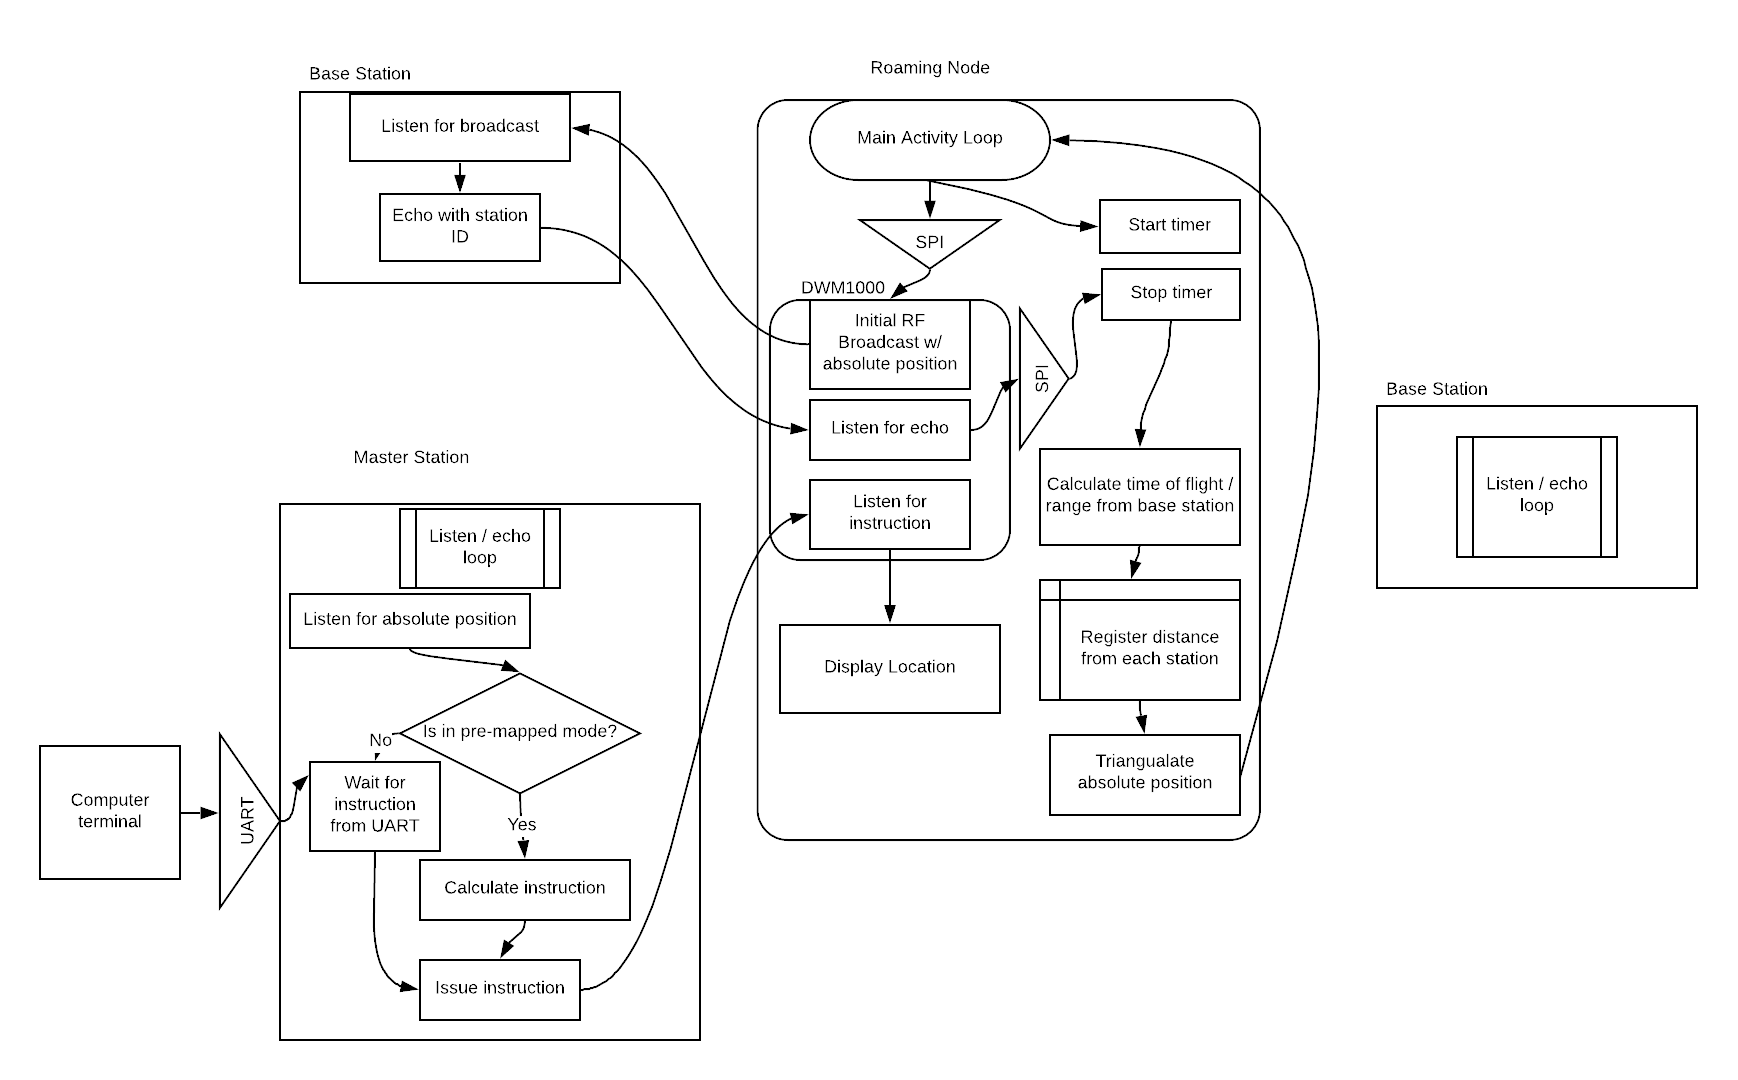 Base Station
Listen for broadcast
Echo with station
ID
Roaming Node
Main Activity Loop
SPI
Start timer
Stop timer
DWM1000
Initial RF
Broadcast w/
absolute position
SPI
Listen for echo
Listen for
instruction
Display Location
Calculate time of flight /
range from base station
Register distance
from each station
Triangualate
absolute position
Base Station
Listen / echo
loop
Master Station
Listen / echo
loop
Listen for absolute position
Is in pre-mapped mode?
No
Wait for
instruction
from UART
Yes
Calculate instruction
Issue instruction
Computer
terminal
UART